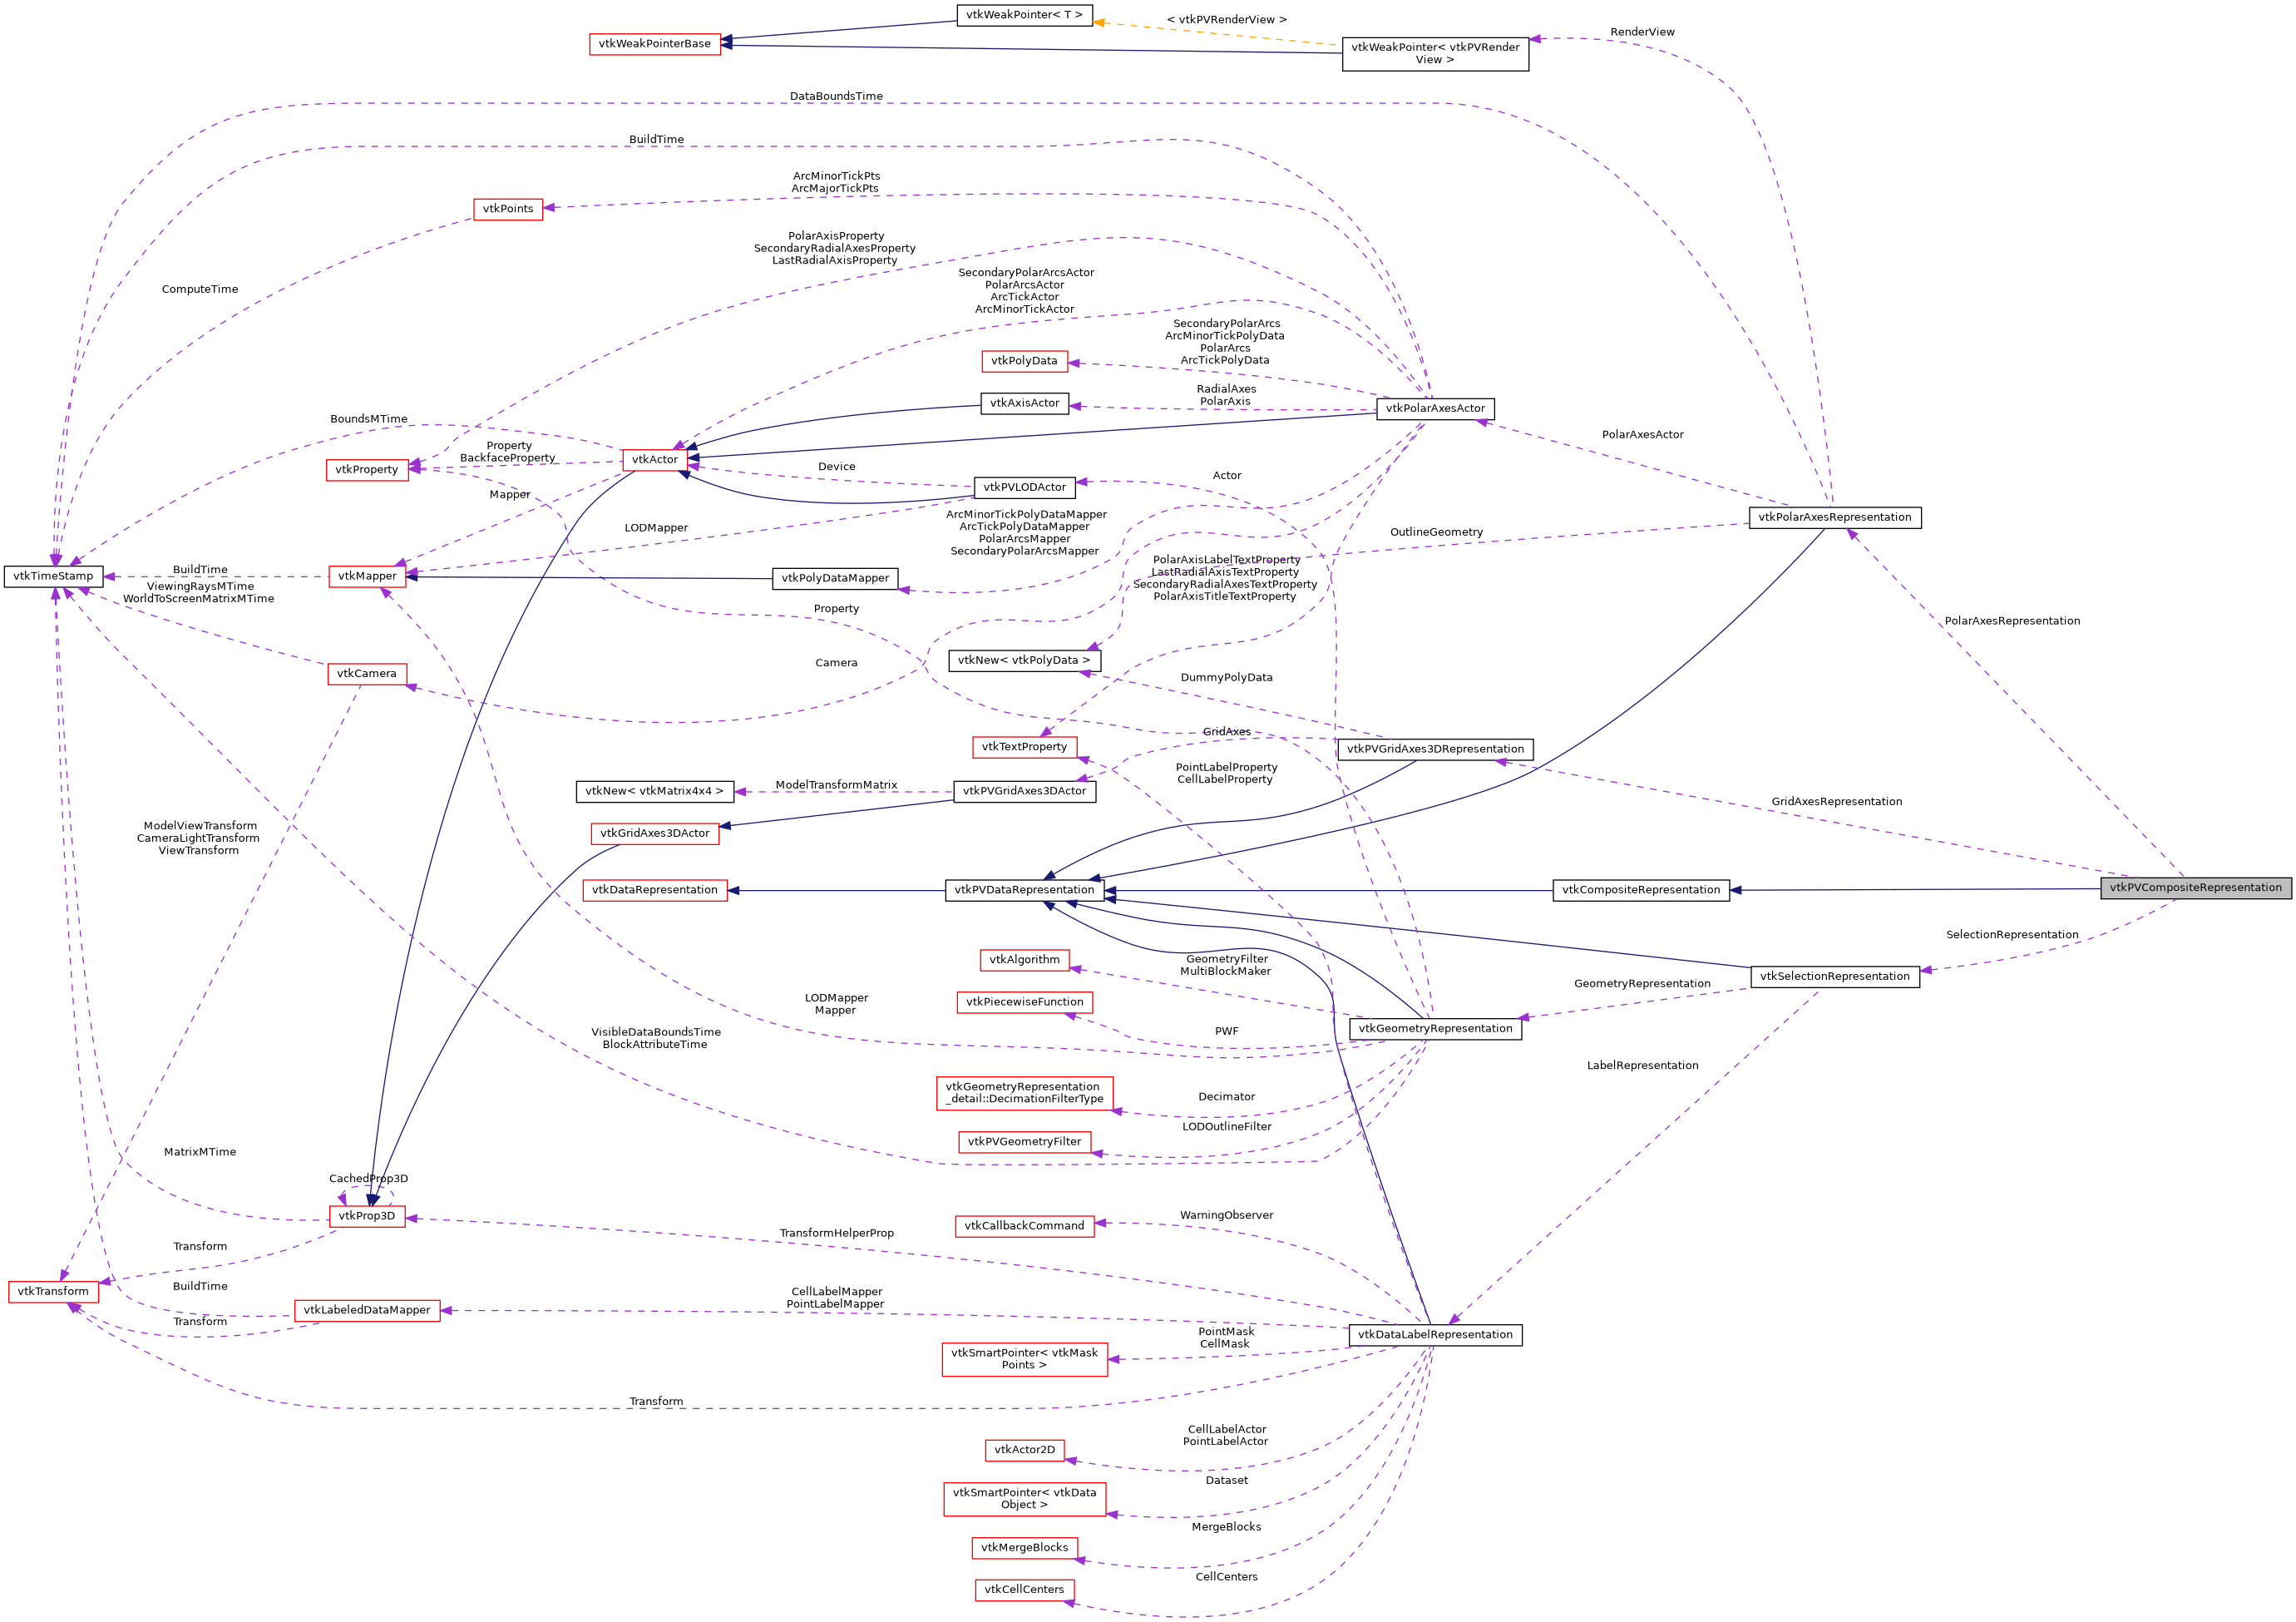 vtkWeakPointer< T >
< vtkPVRenderView >
vtkWeakPointerBase
vtkWeakPointer< vtkPVRender
View >
RenderView
DataBoundsTime
BuildTime
ArcMinorTickPts
ArcMajorTickPts
vtkPoints
PolarAxisProperty
SecondaryRadialAxesProperty
LastRadialAxisProperty
ComputeTime
SecondaryPolarArcsActor
PolarArcsActor
ArcTickActor
ArcMinorTickActor
SecondaryPolarArcs
ArcMinorTickPolyData
PolarArcs
ArcTickPolyData
vtkPolyData
RadialAxes
PolarAxis
vtkAxisActor
vtkPolarAxesActor
BoundsMTime
Property
BackfaceProperty
vtkActor
vtkProperty
PolarAxesActor
Device
Actor
vtkPVLODActor
Mapper
LODMapper
ArcMinorTickPolyDataMapper
ArcTickPolyDataMapper
PolarArcsMapper
SecondaryPolarArcsMapper
vtkPolarAxesRepresentation
OutlineGeometry
PolarAxisLabelTextProperty
LastRadialAxisTextProperty
SecondaryRadialAxesTextProperty
PolarAxisTitleTextProperty
vtkTimeStamp
BuildTime
vtkMapper
vtkPolyDataMapper
ViewingRaysMTime
WorldToScreenMatrixMTime
Property
PolarAxesRepresentation
Camera
vtkCamera
vtkNew< vtkPolyData >
DummyPolyData
GridAxes
vtkTextProperty
vtkPVGridAxes3DRepresentation
PointLabelProperty
CellLabelProperty
vtkNew< vtkMatrix4x4 >
ModelTransformMatrix
vtkPVGridAxes3DActor
GridAxesRepresentation
ModelViewTransform
CameraLightTransform
ViewTransform
vtkGridAxes3DActor
vtkDataRepresentation
vtkPVDataRepresentation
vtkCompositeRepresentation
vtkPVCompositeRepresentation
SelectionRepresentation
vtkAlgorithm
GeometryFilter
MultiBlockMaker
vtkSelectionRepresentation
GeometryRepresentation
LODMapper
Mapper
vtkPiecewiseFunction
PWF
vtkGeometryRepresentation
VisibleDataBoundsTime
BlockAttributeTime
LabelRepresentation
vtkGeometryRepresentation
_detail::DecimationFilterType
Decimator
LODOutlineFilter
vtkPVGeometryFilter
MatrixMTime
CachedProp3D
vtkProp3D
WarningObserver
vtkCallbackCommand
TransformHelperProp
Transform
vtkTransform
BuildTime
CellLabelMapper
PointLabelMapper
vtkLabeledDataMapper
Transform
PointMask
CellMask
vtkDataLabelRepresentation
vtkSmartPointer< vtkMask
Points >
Transform
CellLabelActor
PointLabelActor
vtkActor2D
Dataset
vtkSmartPointer< vtkData
Object >
MergeBlocks
vtkMergeBlocks
CellCenters
vtkCellCenters